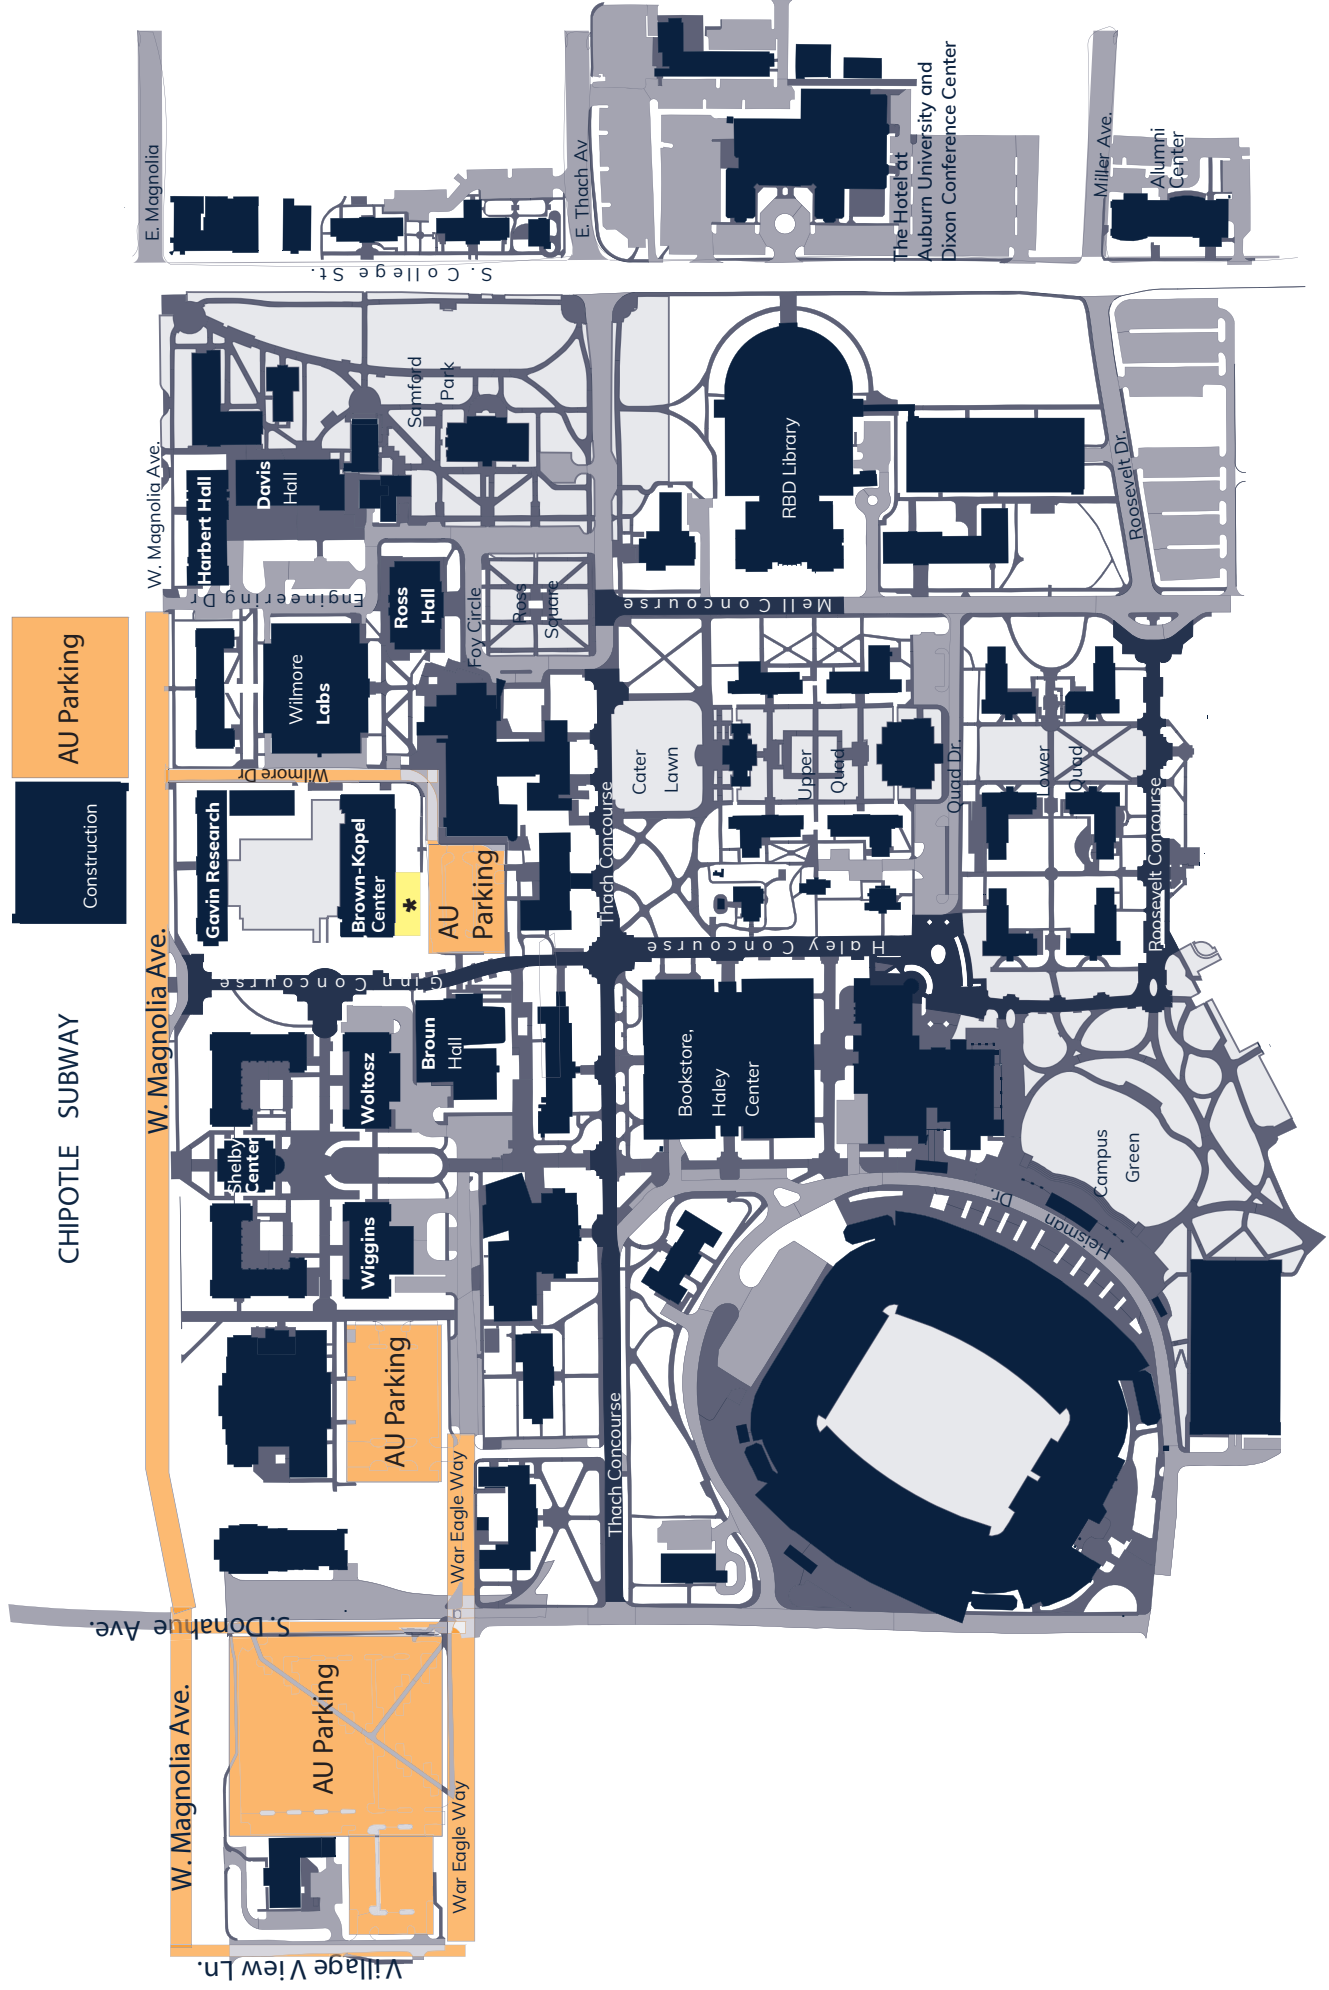 E. Magnolia
S. College St.
E. Thach Av
The Hotel at
Auburn University and
Dixon Conference Center
Miller Ave.
Alumni
Center
W. Magnolia Ave.
Harbert Hall
Davis
Hall
Samford
Park
RBD Library
Roosevelt Dr.
Engineering Dr
Ross
Hall
Foy Circle
Ross
Square
Mell Concourse
AU Parking
Construction
CHIPOTLE SUBWAY
Wilmore
Labs
Wilmore Dr
Gavin Research
Brown-Kopel
Center
*
AU
Parking
Thach Concourse
Cater
Lawn
Upper
Quad
Quad Dr.
Lower
Quad
Roosevelt Concourse
Haley Concourse
W. Magnolia Ave.
Ginn Concourse
Woltosz
Broun
Hall
Shelby
Center
Wiggins
Bookstore,
Haley
Center
Campus
Green
Heisman Dr.
AU Parking
War Eagle Way
Thach Concourse
S. Donahue Ave.
W. Magnolia Ave.
AU Parking
War Eagle Way
Village View Ln.